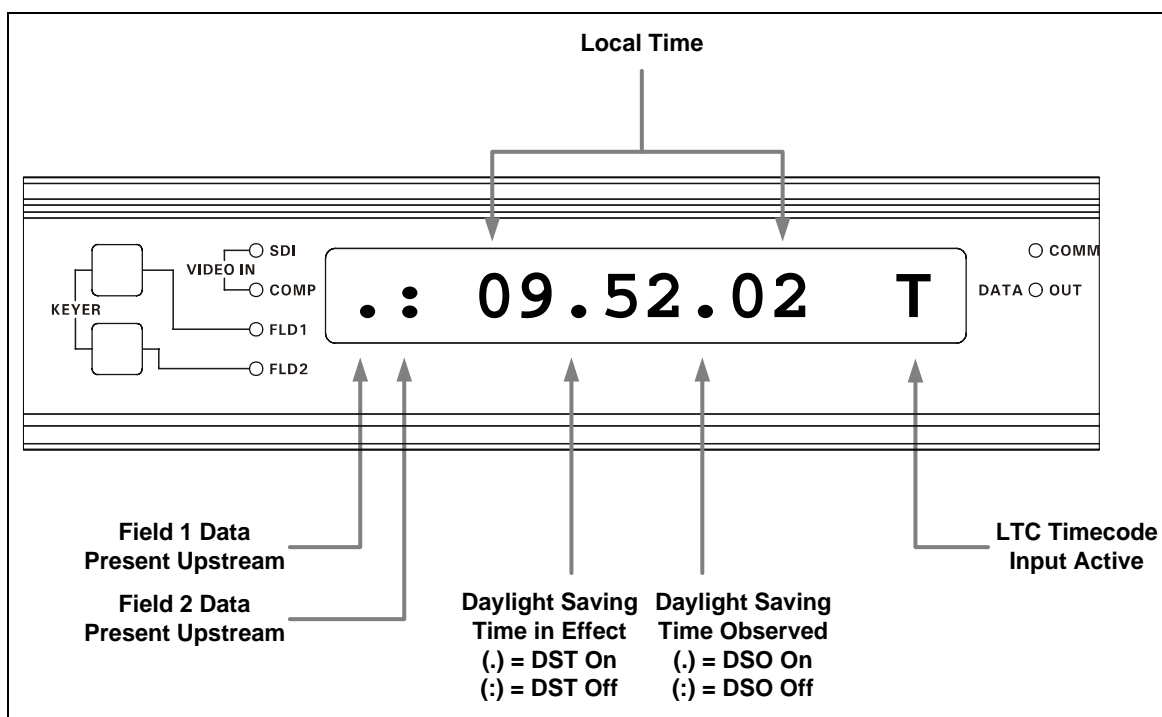 Local Time
SDI
VIDEO IN
COMP
KEYER
FLD1
FLD2
.: 09.52.02 T
COMM
DATA OUT
Field 1 Data
Present Upstream
Field 2 Data
Present Upstream
Daylight Saving
Time in Effect
(.) = DST On
(:) = DST Off
Daylight Saving
Time Observed
(.) = DSO On
(:) = DSO Off
LTC Timecode
Input Active